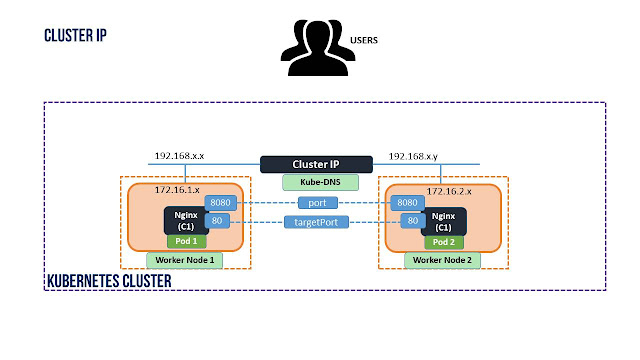 CLUSTER IP
USERS
192.168.x.x
Cluster IP
192.168.x.y
Kube-DNS
172.16.1.x
172.16.2.x
8080
port
8080
Nginx
(C1)
80
targetPort
80
Nginx
(C1)
Pod 1
Pod 2
Worker Node 1
Worker Node 2
KUBERNETES CLUSTER